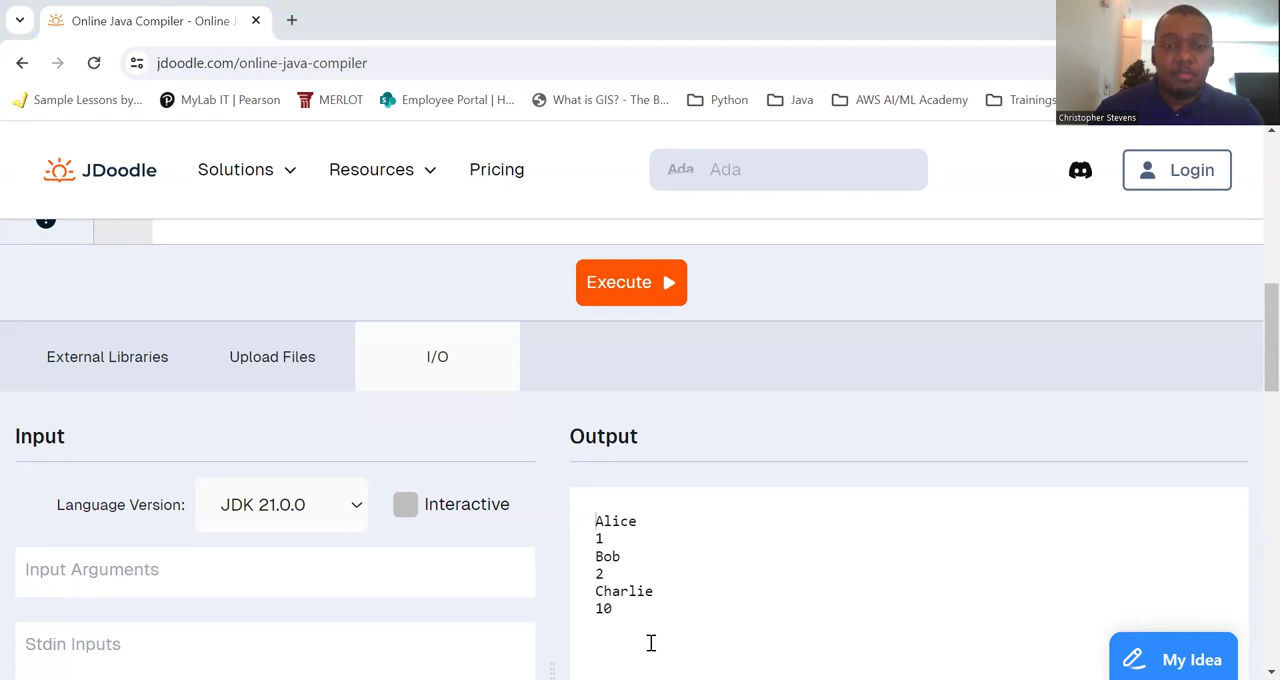 Online Java Compiler - Online J
jdoodle.com/online-java-compiler
Sample Lessons by...
MyLab IT | Pearson
MERLOT
Employee Portal | H...
What is GIS? - The B...
Python
Java
AWS AI/ML Academy
Trainings
Christopher Stevens
JDoodle
Solutions
Resources
Pricing
Ada Ada
Login
Execute
External Libraries
Upload Files
I/O
Input
Output
Language Version:
JDK 21.0.0
Interactive
Input Arguments
Stdin Inputs
Alice
1
Bob
2
Charlie
10
My Idea